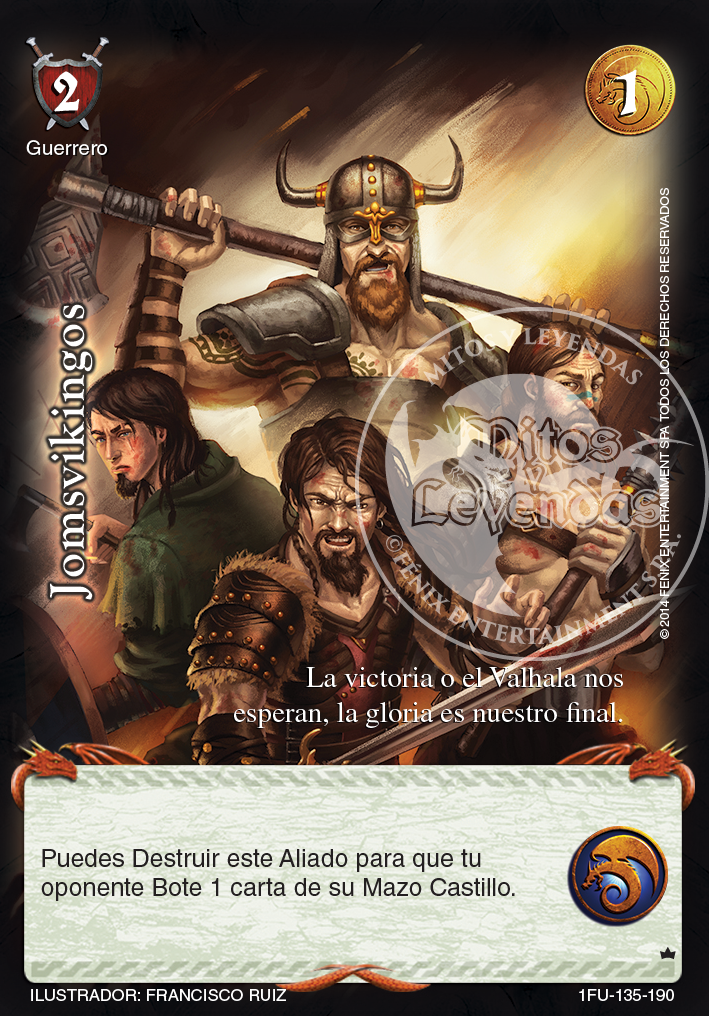 2
1
Guerrero
Jomsvikingos
MITOS Y LEYENDAS
Mitos
y
Leyendas
© FENIX ENTERTAINMENT S.P.A.
© 2014 FENIX ENTERTAINMENT SPA TODOS LOS DERECHOS RESERVADOS
La victoria o el Valhala nos
esperan, la gloria es nuestro final.
Puedes Destruir este Aliado para que tu
oponente Bote 1 carta de su Mazo Castillo.
ILUSTRADOR: FRANCISCO RUIZ
1FU-135-190